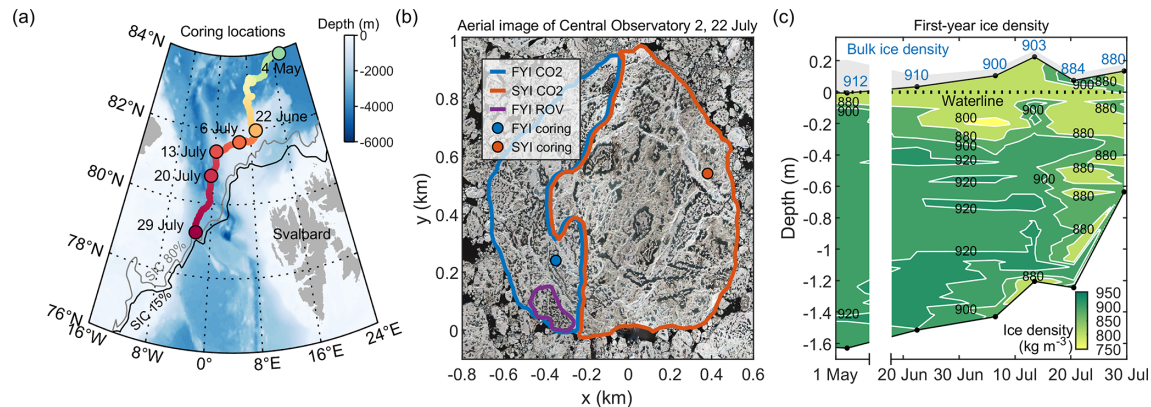 (a)
Coring locations
Depth (m)
0
-2000
-4000
-6000
84°N
82°N
80°N
78°N
76°N
16°W
8°W
0°
8°E
16°E
24°E
4 May
22 June
6 July
13 July
20 July
29 July
Svalbard
SIC 80%
SIC 15%
(b)
Aerial image of Central Observatory 2, 22 July
FYI CO2
SYI CO2
FYI ROV
FYI coring
SYI coring
y (km)
1
0.8
0.6
0.4
0.2
0
-0.8
-0.6
-0.4
-0.2
0
0.2
0.4
0.6
x (km)
(c)
First-year ice density
Bulk ice density
912
910
900
903
884
880
Waterline
880
900
800
860
900
920
920
920
920
920
900
900
880
900
880
900
880
880
880
880
Depth (m)
0.2
0
-0.2
-0.4
-0.6
-0.8
-1
-1.2
-1.4
-1.6
1 May
20 Jun
30 Jun
10 Jul
20 Jul
30 Jul
Ice density
(kg m-3)
950
900
850
800
750